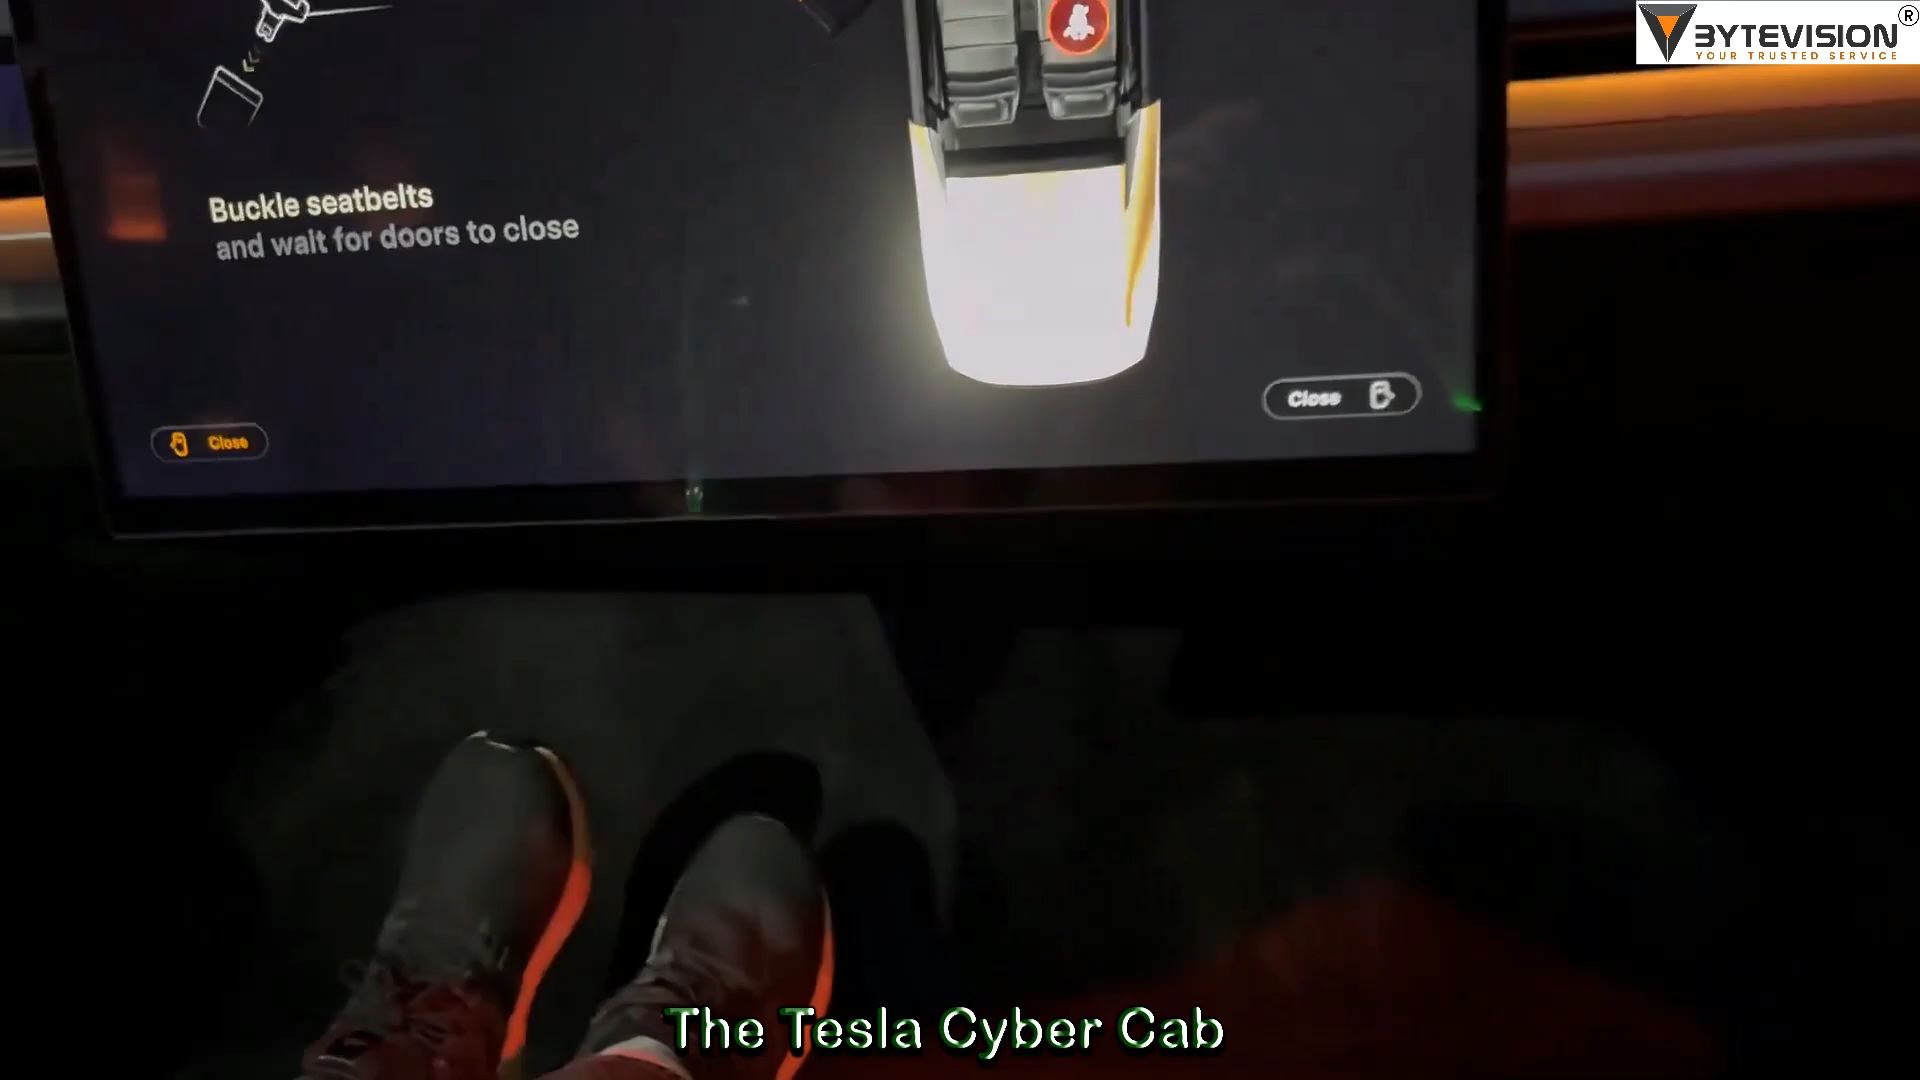 BYTEVISION®
YOUR TRUSTED SERVICE
Buckle seatbelts
and wait for doors to close
Close
Close
The Tesla Cyber Cab